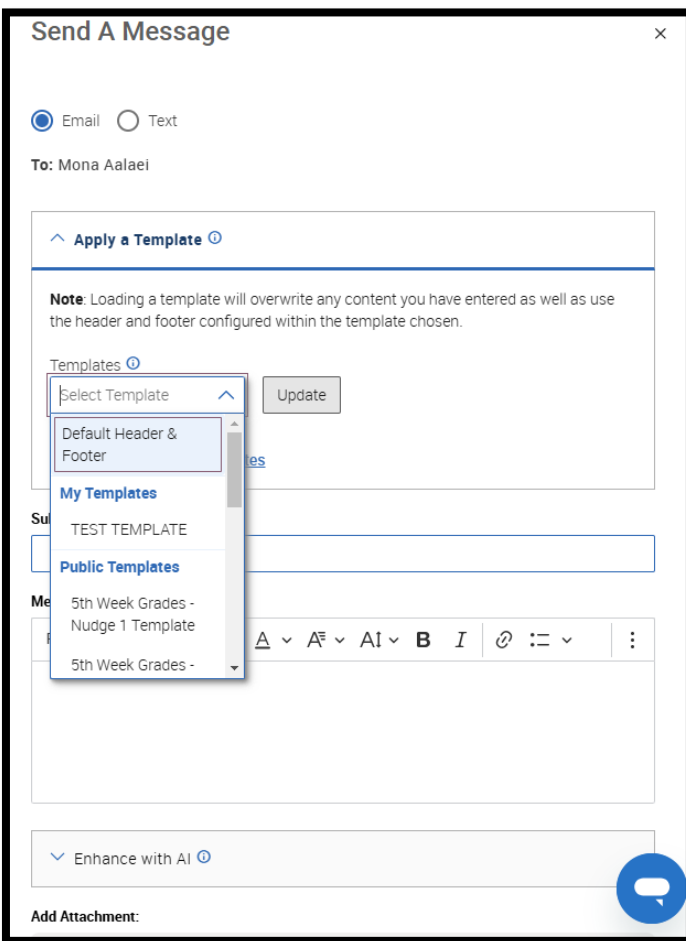 Send A Message
Email Text
To: Mona Aalaei
Apply a Template
Note: Loading a template will overwrite any content you have entered as well as use
the header and footer configured within the template chosen.
Templates
Select Template
Update
Default Header &
Footer
My Templates
TEST TEMPLATE
Public Templates
5th Week Grades -
Nudge 1 Template
5th Week Grades -
Enhance with AI
Add Attachment: